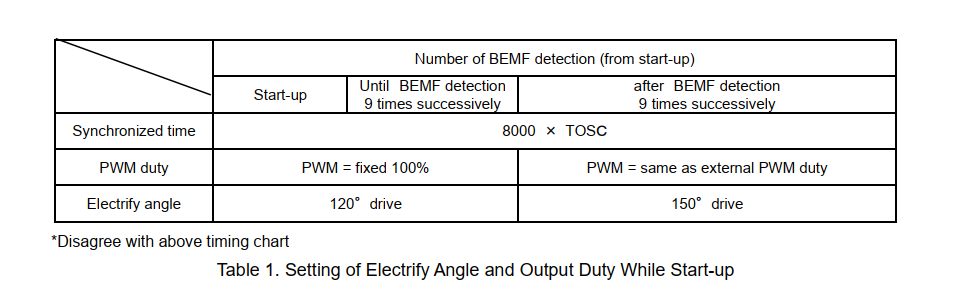 Number of BEMF detection (from start-up)
Start-up
Until BEMF detection
9 times successively
after BEMF detection
9 times successively
Synchronized time
8000 × TOSC
PWM duty
PWM = fixed 100%
PWM = same as external PWM duty
Electrify angle
120° drive
150° drive
*Disagree with above timing chart
Table 1. Setting of Electrify Angle and Output Duty While Start-up